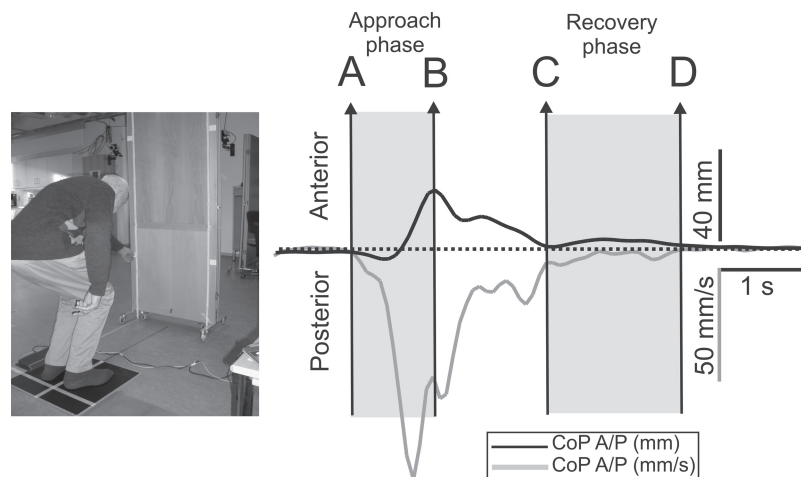 Approach
phase
Recovery
phase
A
B
C
D
Anterior
Posterior
40 mm
50 mm/s
1 s
CoP A/P (mm)
CoP A/P (mm/s)